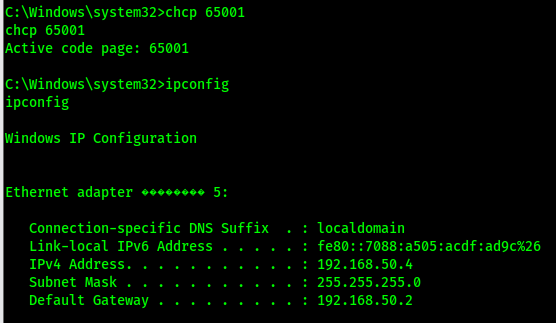 C:\Windows\system32>chcp 65001
chcp 65001
Active code page: 65001
C:\Windows\system32>ipconfig
ipconfig
Windows IP Configuration
Ethernet adapter ��������� 5:
Connection-specific DNS Suffix  . : localdomain
Link-local IPv6 Address . . . . . : fe80::7088:a505:acdf:ad9c%26
IPv4 Address. . . . . . . . . . . : 192.168.50.4
Subnet Mask . . . . . . . . . . . : 255.255.255.0
Default Gateway . . . . . . . . . : 192.168.50.2